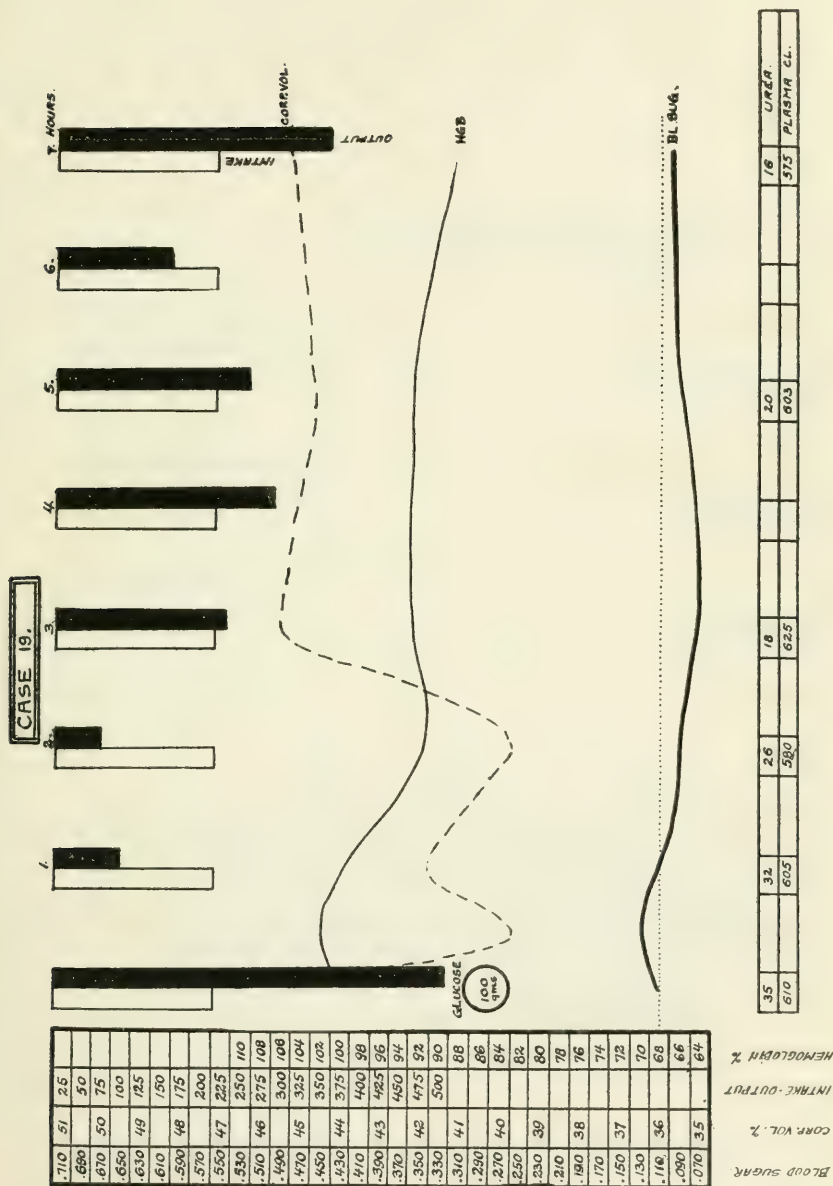 CASE 19.
1. 2. 3. 4. 5. 6. 7. HOURS.
INTAKE
OUTPUT
CORP. VOL.
HGB
BL. SUG.
GLUCOSE
100 gms
.710 51 25
.690 50
.670 50 75
.650 100
.630 49 125
.610 150
.590 48 175
.570 200
.550 47 225
.530 250 110
.510 46 275 108
.490 300 106
.470 45 325 104
.450 350 102
.430 44 375 100
.410 400 98
.390 43 425 96
.370 450 94
.350 42 475 92
.330 500 90
.310 41 88
.290 86
.270 40 84
.250 82
.230 39 80
.210 78
.190 38 76
.170 74
.150 37 72
.130 70
.110 36 68
.090 66
.070 35 64
BLOOD SUGAR
CORP. VOL. %
INTAKE-OUTPUT
HEMOGLOBIN %
35 32 26 18 20 16 UREA.
610 605 580 625 603 575 PLASMA CL.